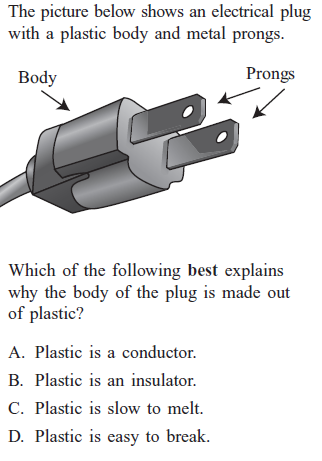 The picture below shows an electrical plug
with a plastic body and metal prongs.
Body
Prongs
Which of the following best explains
why the body of the plug is made out
of plastic?
A. Plastic is a conductor.
B. Plastic is an insulator.
C. Plastic is slow to melt.
D. Plastic is easy to break.